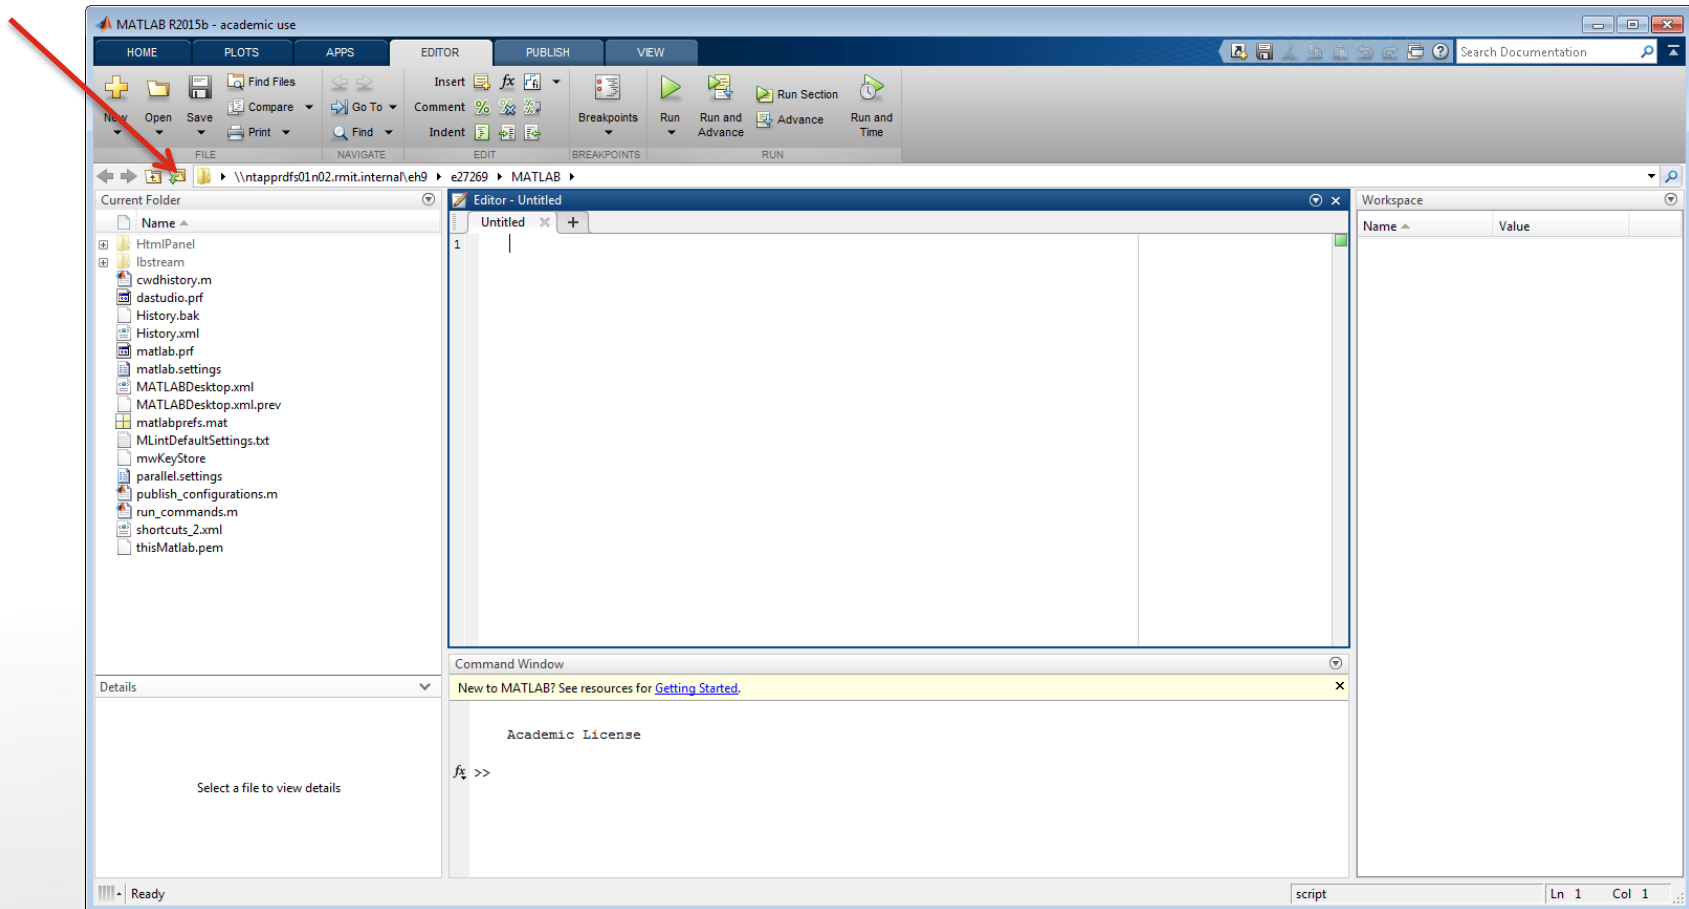 MATLAB R2015b - academic use
HOME PLOTS APPS EDITOR PUBLISH VIEW
Search Documentation
New Open Save Find Files Compare Print
Go To Find
Insert fx
Comment
Indent
Breakpoints Run Run and Advance Run Section Advance Run and Time
FILE NAVIGATE EDIT BREAKPOINTS RUN
\\ntapprdfs01n02.rmit.internal\eh9 e27269 MATLAB
Current Folder
Name
HtmlPanel
lbstream
cwdhistory.m
dastudio.prf
History.bak
History.xml
matlab.prf
matlab.settings
MATLABDesktop.xml
MATLABDesktop.xml.prev
matlabprefs.mat
MLintDefaultSettings.txt
mwKeyStore
parallel.settings
publish_configurations.m
run_commands.m
shortcuts_2.xml
thisMatlab.pem
Details
Select a file to view details
Editor - Untitled
Untitled
1
Command Window
New to MATLAB? See resources for Getting Started.
Academic License
fx >>
Workspace
Name Value
Ready
script
Ln 1 Col 1